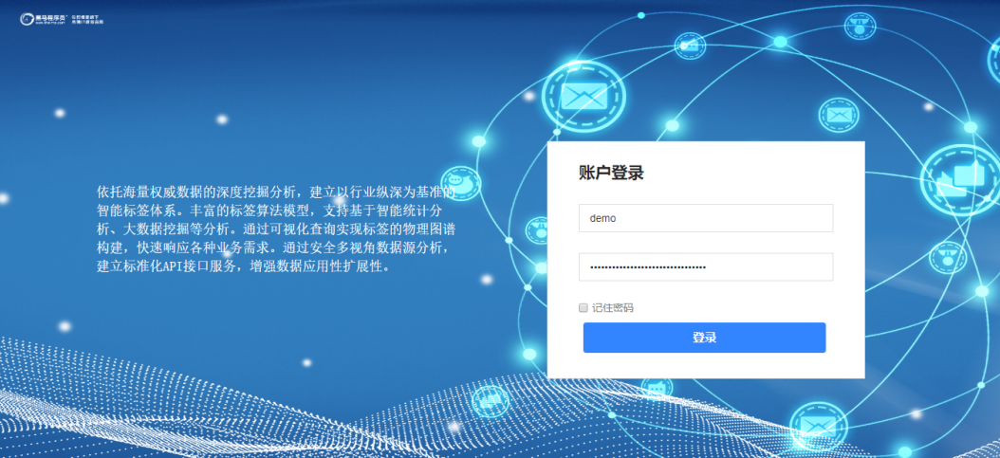 黑马程序员
www.itheima.com
依托海量权威数据的深度挖掘分析，建立以行业纵深为基准的
智能标签体系。丰富的标签算法模型，支持基于智能统计分
析、大数据挖掘等分析。通过可视化查询实现标签的物理图谱
构建，快速响应各种业务需求。通过安全多视角数据源分析，
建立标准化API接口服务，增强数据应用性扩展性。
账户登录
demo
记住密码
登录